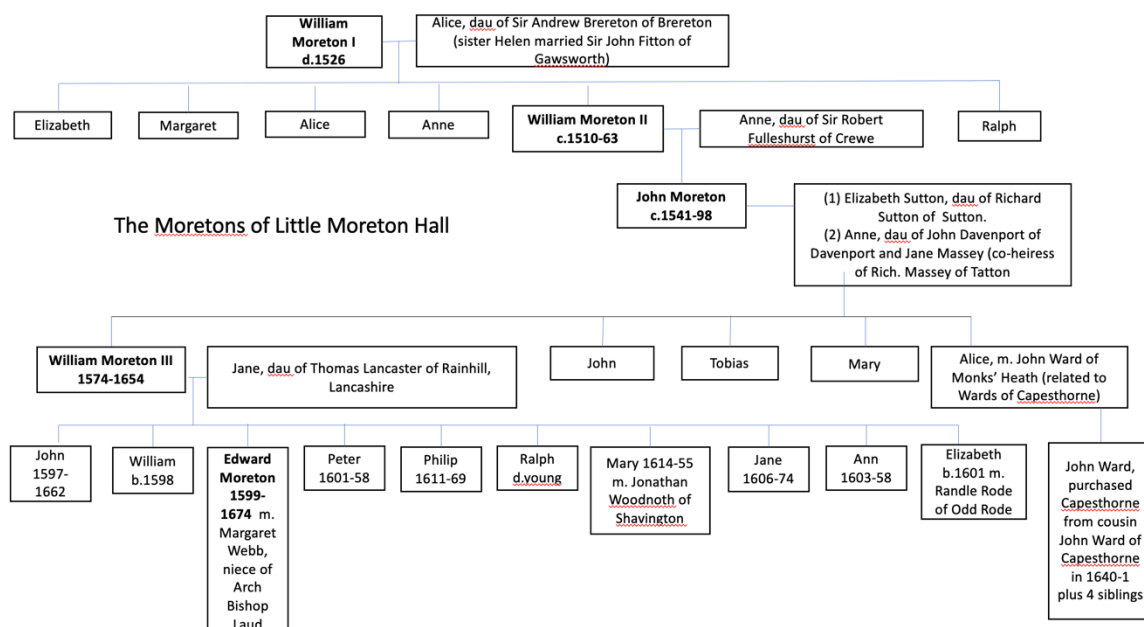 William
Moreton I
d.1526
Alice, dau of Sir Andrew Brereton of Brereton
(sister Helen married Sir John Fitton of
Gawsworth)
Elizabeth
Margaret
Alice
Anne
William Moreton II
c.1510-63
Anne, dau of Sir Robert
Fulleshurst of Crewe
Ralph
The Moretons of Little Moreton Hall
John Moreton
c.1541-98
(1) Elizabeth Sutton, dau of Richard
Sutton of Sutton.
(2) Anne, dau of John Davenport of
Davenport and Jane Massey (co-heiress
of Rich. Massey of Tatton
William Moreton III
1574-1654
Jane, dau of Thomas Lancaster of Rainhill,
Lancashire
John
Tobias
Mary
Alice, m. John Ward of
Monks’ Heath (related to
Wards of Capesthorne)
John
1597-
1662
William
b.1598
Edward
Moreton
1599-
1674 m.
Margaret
Webb,
niece of
Arch
Bishop
Laud
Peter
1601-58
Philip
1611-69
Ralph
d.young
Mary 1614-55
m. Jonathan
Woodnoth of
Shavington
Jane
1606-74
Ann
1603-58
Elizabeth
b.1601 m.
Randle Rode
of Odd Rode
John Ward,
purchased
Capesthorne
from cousin
John Ward of
Capesthorne
in 1640-1
plus 4 siblings